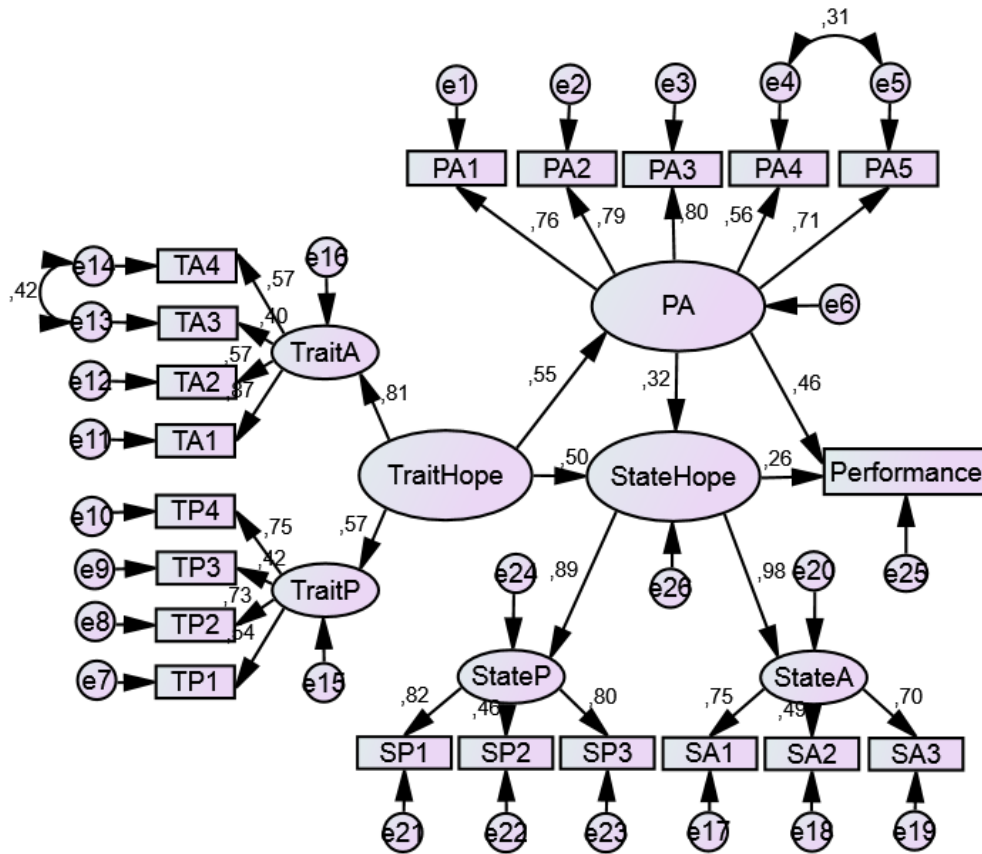 ,31
e1 e2 e3 e4 e5
PA1 PA2 PA3 PA4 PA5
,76 ,79 ,80 ,56 ,71
e14 TA4 e16
,42 ,57
e13 TA3 ,40
TraitA
e12 TA2 ,57
,87
e11 TA1
PA e6
,81 ,55 ,32 ,46
TraitHope ,50 StateHope ,26 Performance
e10 TP4 ,75 ,57
e9 TP3 ,42
TraitP
e8 TP2 ,73
,54
e7 TP1 e15
e24 ,89 e26 ,98 e20 e25
StateP StateA
,82 ,46 ,80 ,75 ,49 ,70
SP1 SP2 SP3 SA1 SA2 SA3
e21 e22 e23 e17 e18 e19